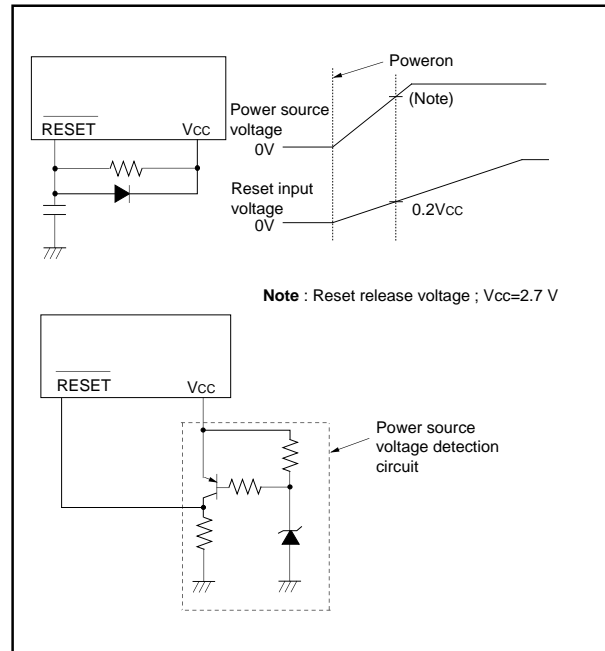 RESET
VCC
Poweron
(Note)
Power source
voltage
0V
Reset input
voltage
0V
0.2VCC
Note : Reset release voltage ; Vcc=2.7 V
RESET
VCC
Power source
voltage detection
circuit